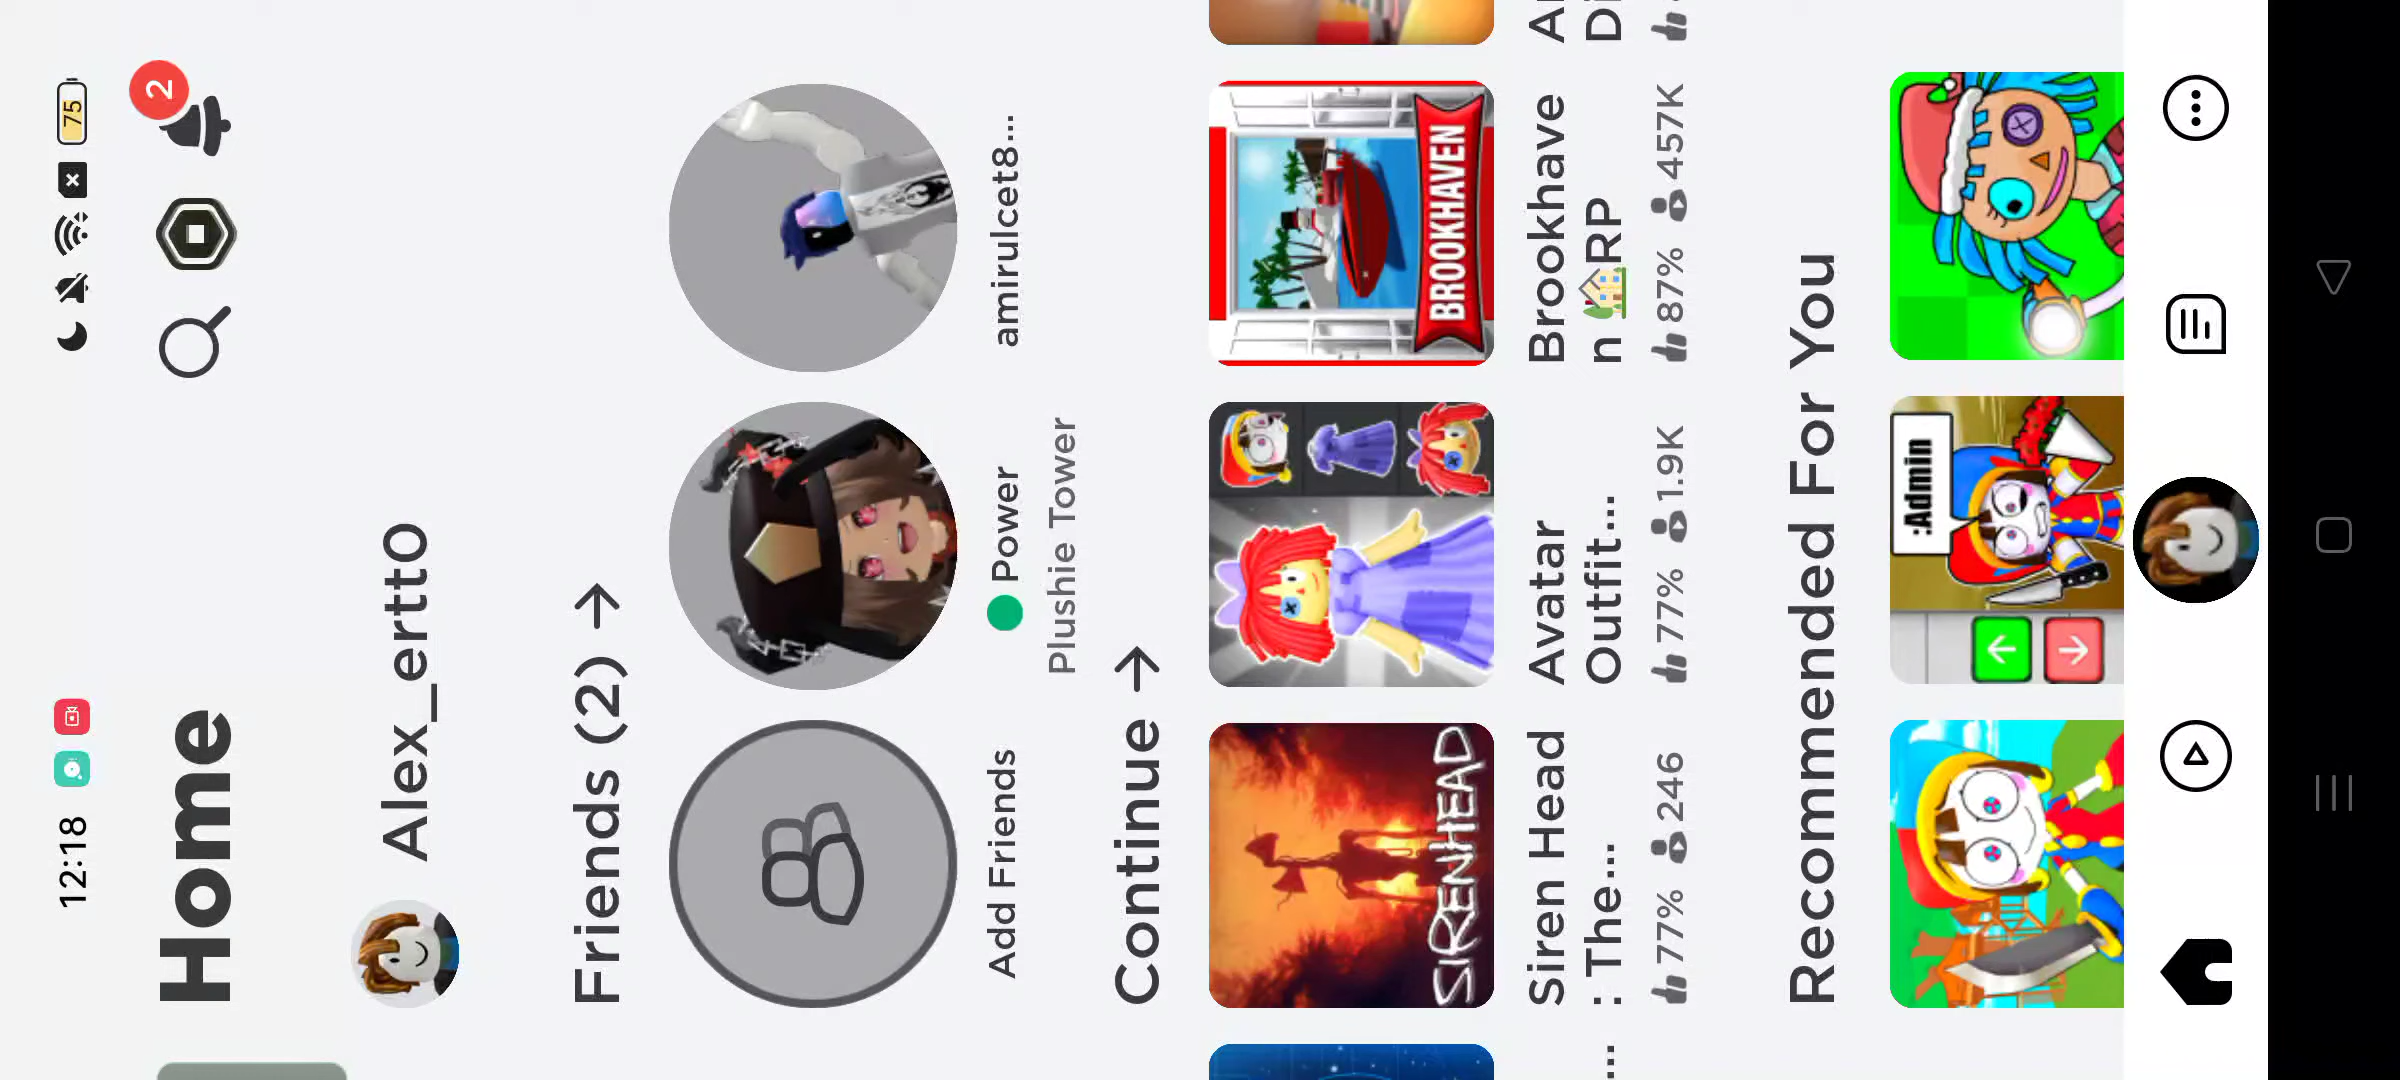 12:18
75
Home
2
Alex_ertt0
Friends (2) →
Add Friends
Power
Plushie Tower
amirulcet8...
Continue →
SIRENHEAD
BROOKHAVEN
...
Siren Head
: The...
77% 246
Avatar
Outfit...
77% 1.9K
Brookhave
n 🏡RP
87% 457K
Recommended For You
:Admin